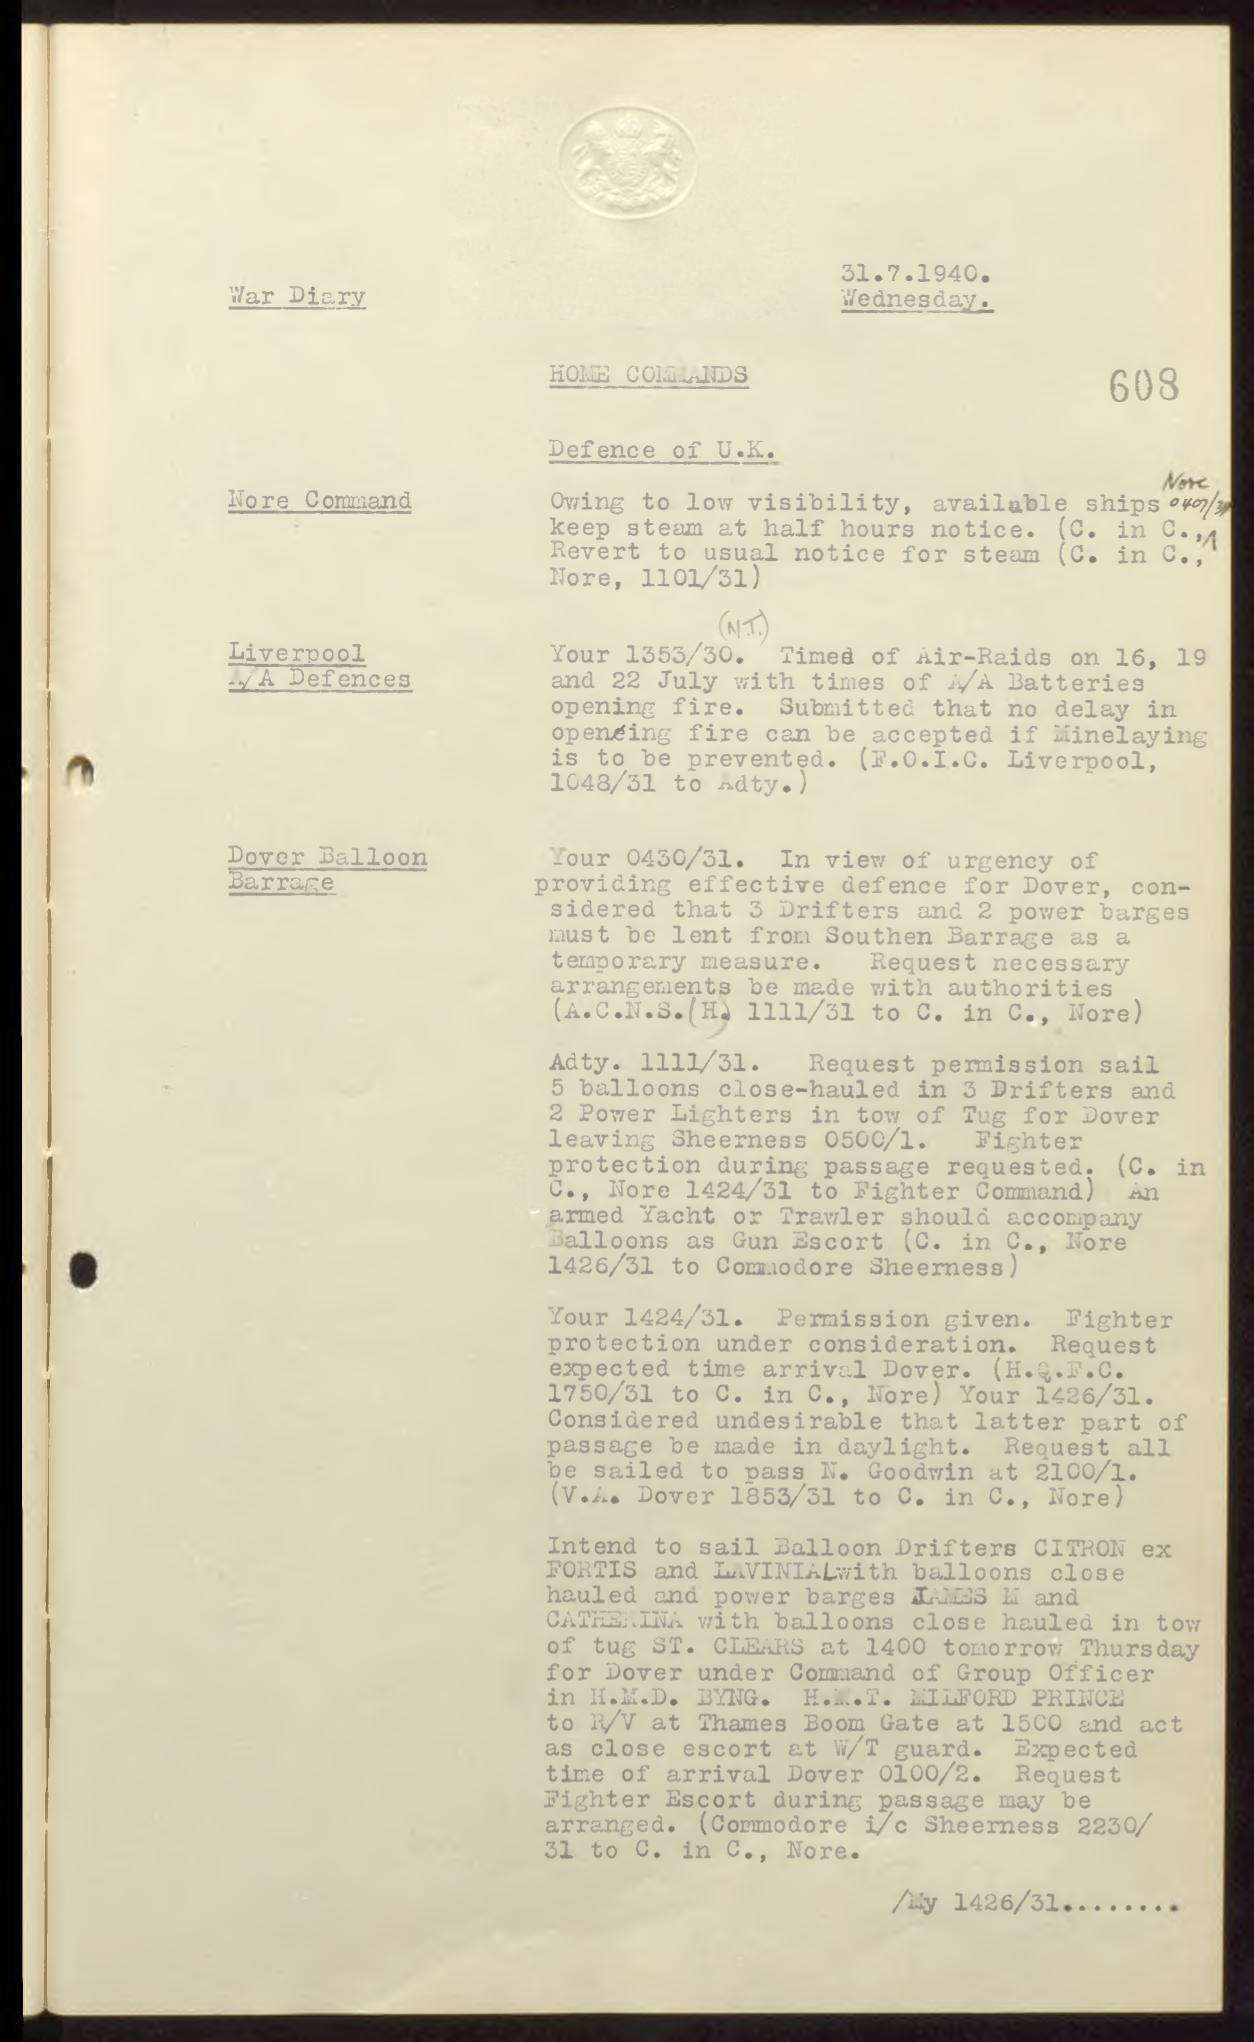 War Diary
31.7.1940.
Wednesday.
HOME COMMANDS
608
Defence of U.K.
Nore Command
Owing to low visibility, available ships
keep steam at half hours notice. (C. in C., Nore 0407/31
Revert to usual notice for steam (C. in C.,
Nore, 1101/31)
Liverpool
A/A Defences
(N.T.)
Your 1353/30. Timed of Air-Raids on 16, 19
and 22 July with times of A/A Batteries
opening fire. Submitted that no delay in
openeing fire can be accepted if Minelaying
is to be prevented. (F.O.I.C. Liverpool,
1048/31 to Adty.)
Dover Balloon
Barrage
Your 0430/31. In view of urgency of
providing effective defence for Dover, con-
sidered that 3 Drifters and 2 power barges
must be lent from Southen Barrage as a
temporary measure. Request necessary
arrangements be made with authorities
(A.C.N.S.(H) 1111/31 to C. in C., Nore)
Adty. 1111/31. Request permission sail
5 balloons close-hauled in 3 Drifters and
2 Power Lighters in tow of Tug for Dover
leaving Sheerness 0500/1. Fighter
protection during passage requested. (C. in
C., Nore 1424/31 to Fighter Command) An
armed Yacht or Trawler should accompany
Balloons as Gun Escort (C. in C., Nore
1426/31 to Commodore Sheerness)
Your 1424/31. Permission given. Fighter
protection under consideration. Request
expected time arrival Dover. (H.Q.F.C.
1750/31 to C. in C., Nore) Your 1426/31.
Considered undesirable that latter part of
passage be made in daylight. Request all
be sailed to pass N. Goodwin at 2100/1.
(V.A. Dover 1853/31 to C. in C., Nore)
Intend to sail Balloon Drifters CITRON ex
FORTIS and LAVINIA L with balloons close
hauled and power barges JAMES M and
CATHERINA with balloons close hauled in tow
of tug ST. CLEARS at 1400 tomorrow Thursday
for Dover under Command of Group Officer
in H.M.D. BYNG. H.M.T. MILFORD PRINCE
to R/V at Thames Boom Gate at 1500 and act
as close escort at W/T guard. Expected
time of arrival Dover 0100/2. Request
Fighter Escort during passage may be
arranged. (Commodore i/c Sheerness 2230/
31 to C. in C., Nore.
/My 1426/31........